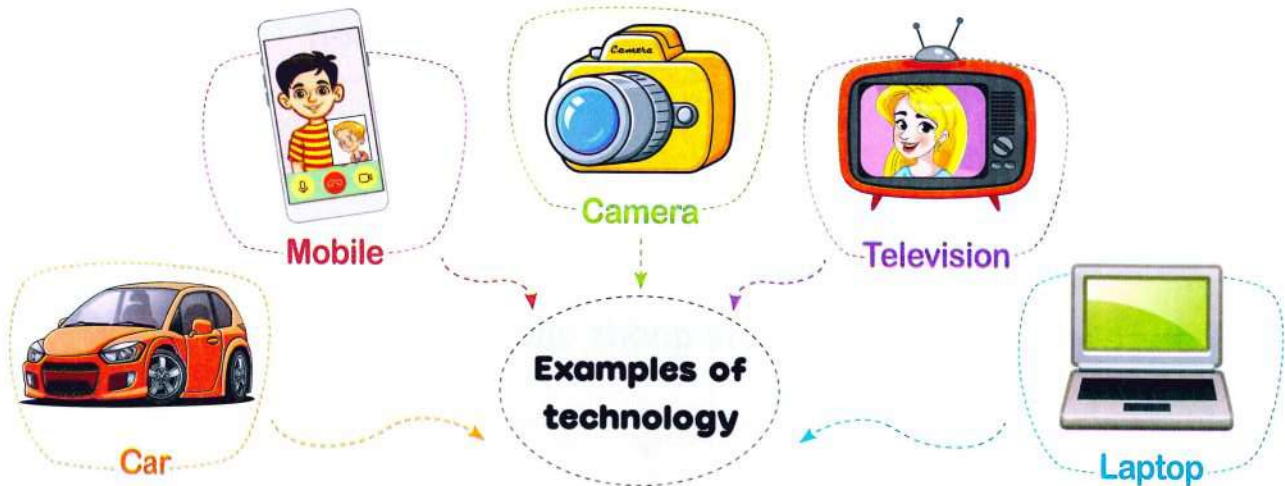 Camera
Mobile
Camera
Television
Car
Examples of
technology
Laptop